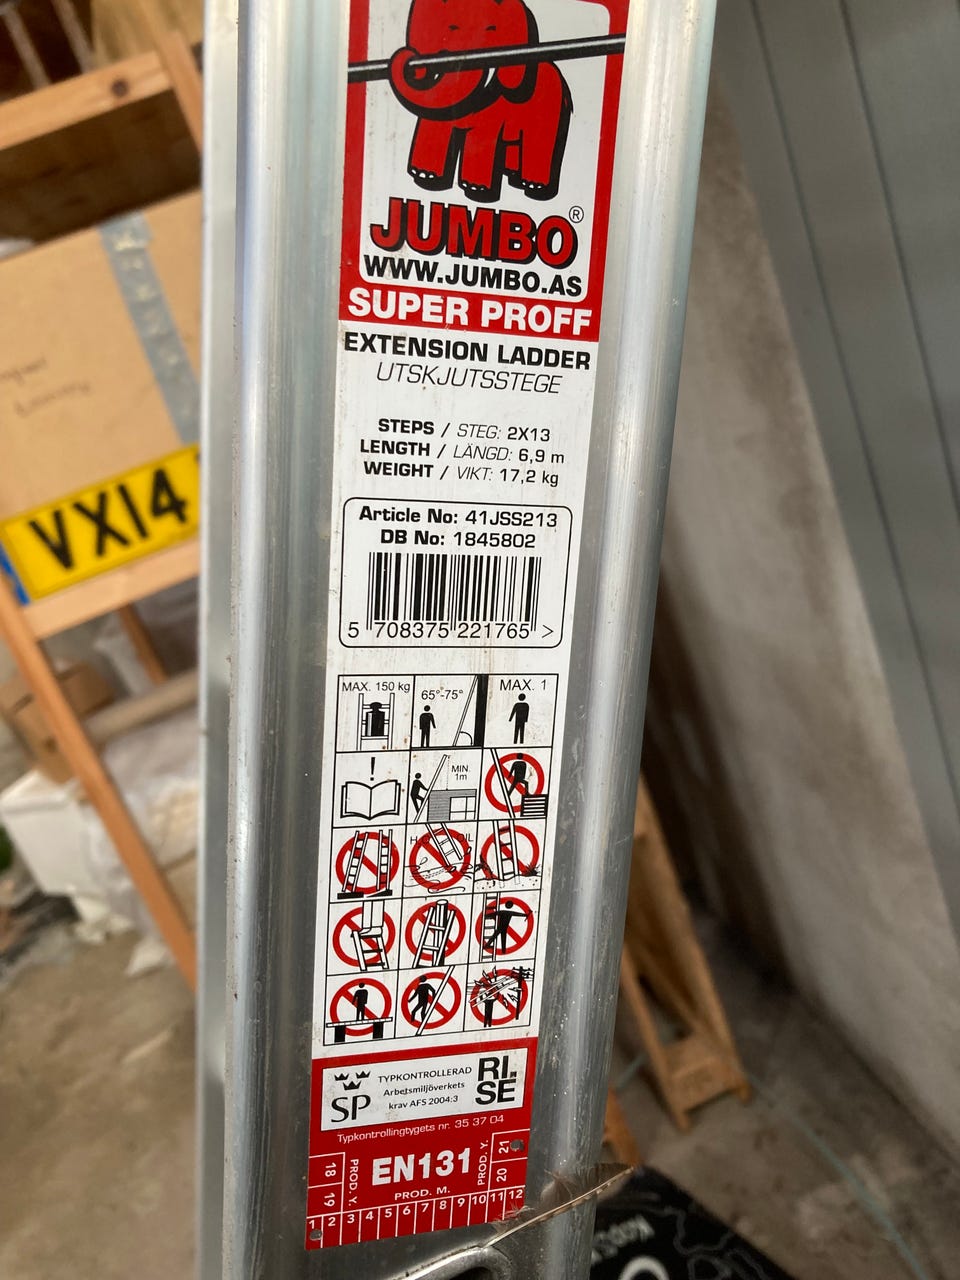 JUMBO®
WWW.JUMBO.AS
SUPER PROFF
EXTENSION LADDER
UTSKJUTSSTEGE
STEPS / STEG: 2X13
LENGTH / LÄNGD: 6,9 m
WEIGHT / VIKT: 17,2 kg
Article No: 41JSS213
DB No: 1845802
5 708375 221765 >
MAX. 150 kg
65°-75°
MAX. 1
!
MIN.
1m
TYPKONTROLLERAD
Arbetsmiljöverkets
krav AFS 2004:3
SP
RI.
SE
Typkontrollintygets nr. 35 37 04
18 19
PROD. Y.
EN131
PROD. Y.
20 21
PROD. M.
1 2 3 4 5 6 7 8 9 10 11 12
VX14